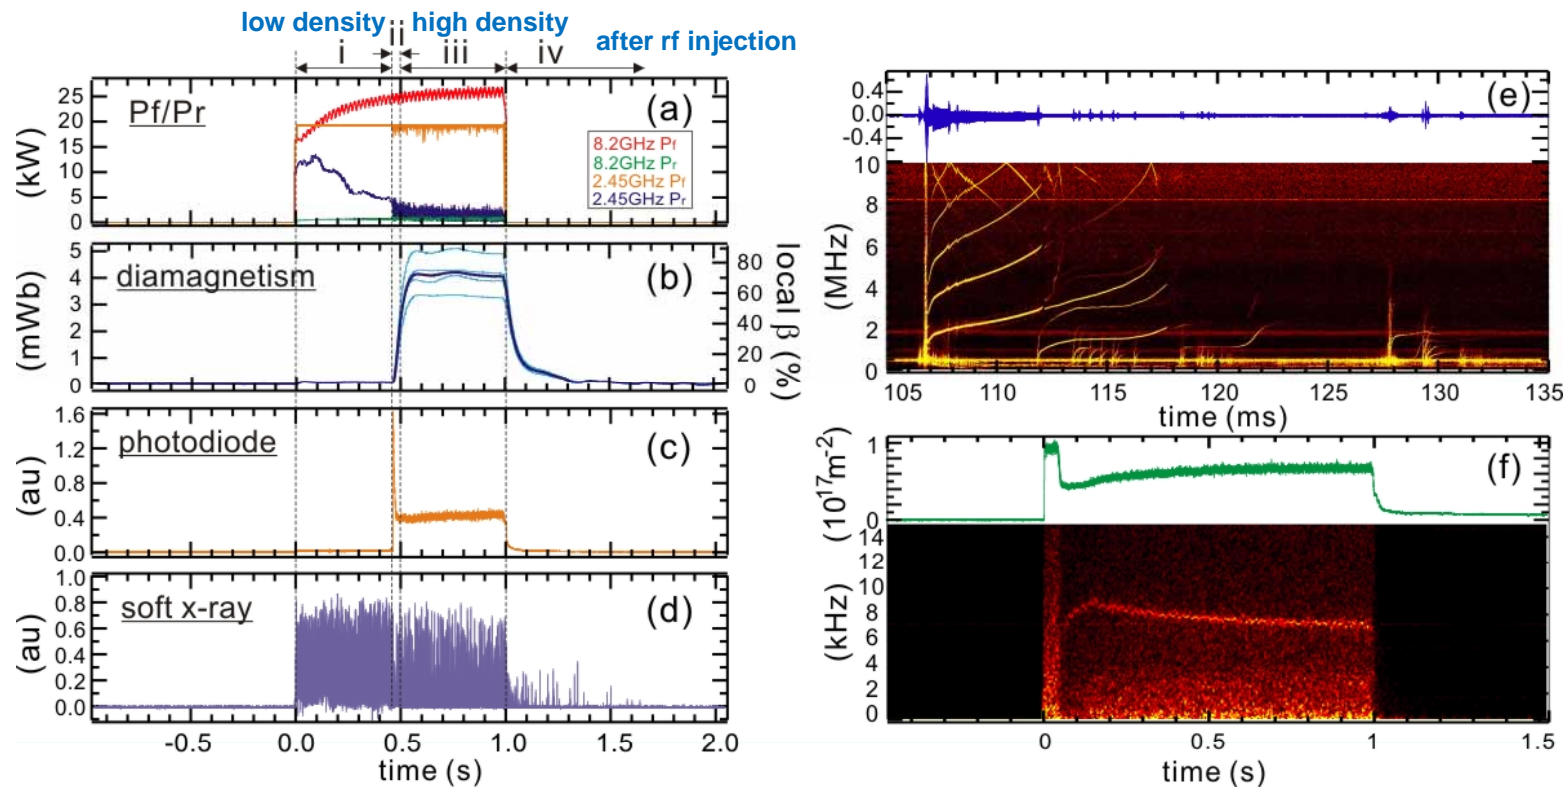 low density ii high density
i iii iv after rf injection
Pf/Pr (a)
25
20
15
10
5
0
(kW)
8.2GHz Pf
8.2GHz Pr
2.45GHz Pf
2.45GHz Pr
diamagnetism (b)
5
4
3
2
1
0
(mWb)
80
60
40
20
0
local β (%)
photodiode (c)
1.6
1.2
0.8
0.4
0.0
(au)
soft x-ray (d)
1.0
0.8
0.6
0.4
0.2
0.0
(au)
-0.5 0.0 0.5 1.0 1.5 2.0
time (s)
(e)
0.4
0.0
-0.4
10
8
6
4
2
0
(MHz)
105 110 115 120 125 130 135
time (ms)
(f)
1
0
(10¹⁷m⁻²)
14
12
10
8
6
4
2
0
(kHz)
0 0.5 1 1.5
time (s)